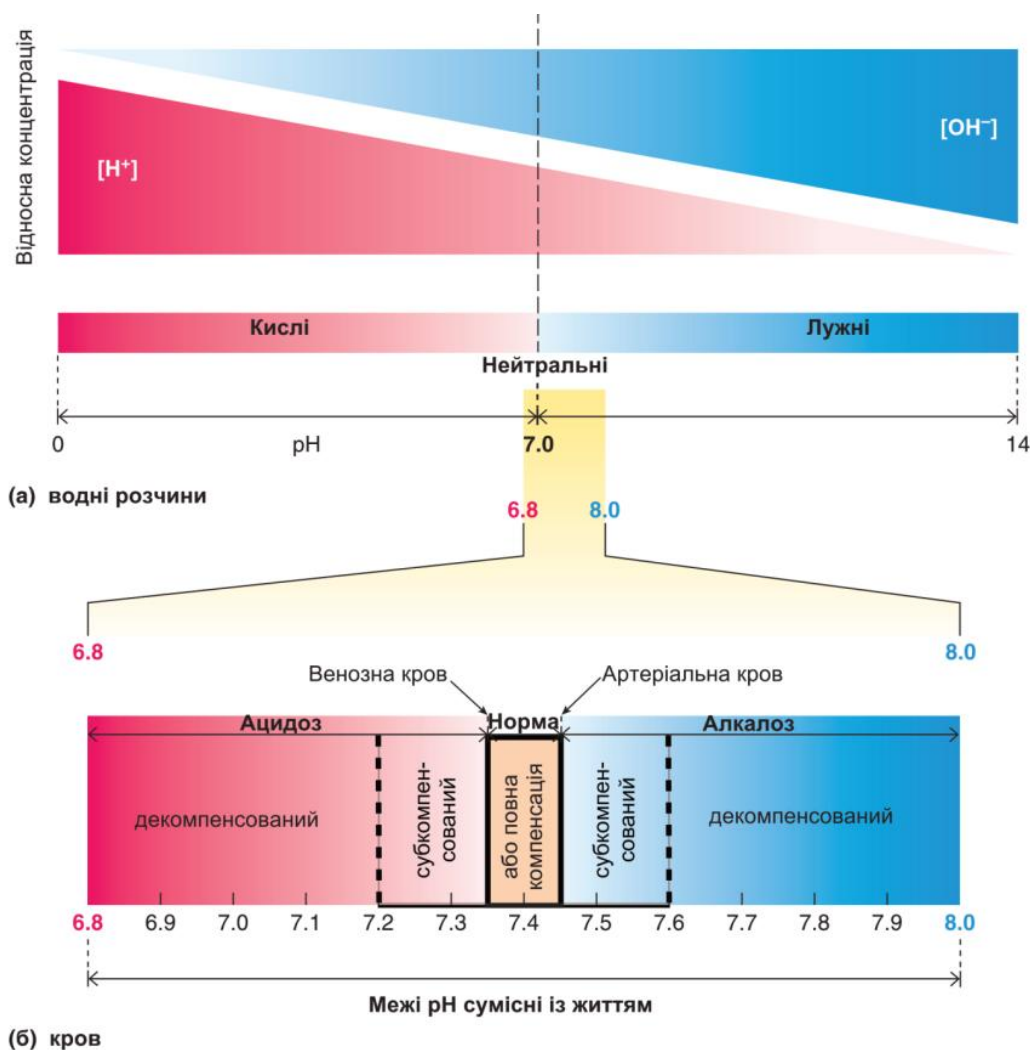 Відносна концентрація
[H⁺]
[OH⁻]
Кислі
Лужні
Нейтральні
0
pH
7.0
14
(а) водні розчини
6.8
8.0
6.8
8.0
Венозна кров
Артеріальна кров
Ацидоз
Норма
Алкалоз
декомпенсований
субкомпен-
сований
або повна
компенсація
субкомпен-
сований
декомпенсований
6.8
6.9
7.0
7.1
7.2
7.3
7.4
7.5
7.6
7.7
7.8
7.9
8.0
Межі pH сумісні із життям
(б) кров